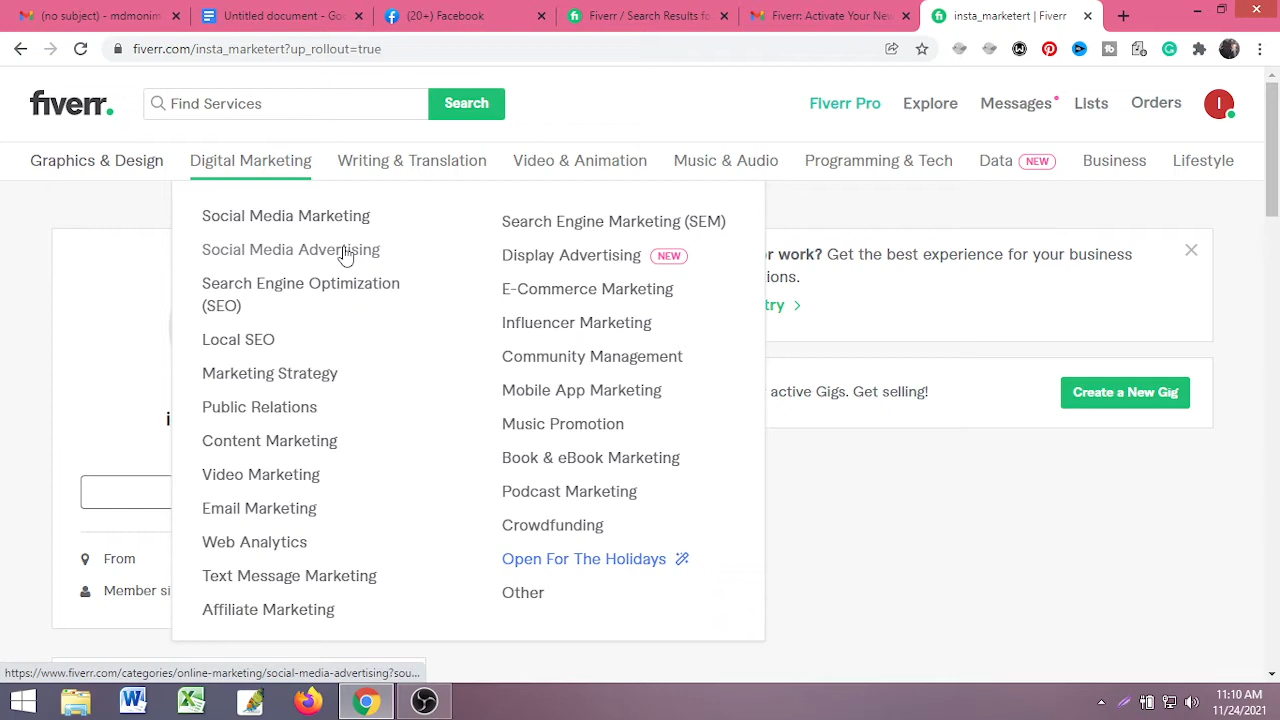 (no subject) - mdmonim
Untitled document - Goo
(20+) Facebook
Fiverr / Search Results fo
Fiverr: Activate Your New
insta_marketert | Fiverr
fiverr.com/insta_marketert?up_rollout=true
fiverr.
Find Services
Search
Fiverr Pro
Explore
Messages
Lists
Orders
I
Graphics & Design
Digital Marketing
Writing & Translation
Video & Animation
Music & Audio
Programming & Tech
Data NEW
Business
Lifestyle
Social Media Marketing
Social Media Advertising
Search Engine Optimization
(SEO)
Local SEO
Marketing Strategy
Public Relations
Content Marketing
Video Marketing
Email Marketing
Web Analytics
Text Message Marketing
Affiliate Marketing
Search Engine Marketing (SEM)
Display Advertising NEW
E-Commerce Marketing
Influencer Marketing
Community Management
Mobile App Marketing
Music Promotion
Book & eBook Marketing
Podcast Marketing
Crowdfunding
Open For The Holidays
Other
or work? Get the best experience for your business
ions.
try
active Gigs. Get selling!
Create a New Gig
From
Member si
https://www.fiverr.com/categories/online-marketing/social-media-advertising?sou...
11:10 AM
11/24/2021